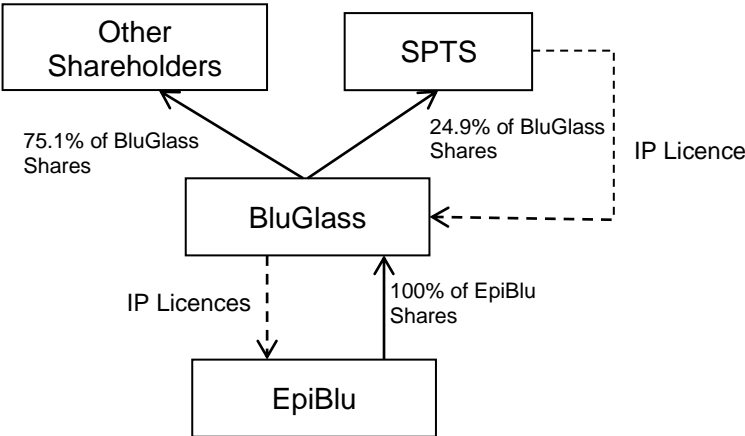 Other
Shareholders
SPTS
75.1% of BluGlass
Shares
24.9% of BluGlass
Shares
IP Licence
BluGlass
IP Licences
100% of EpiBlu
Shares
EpiBlu